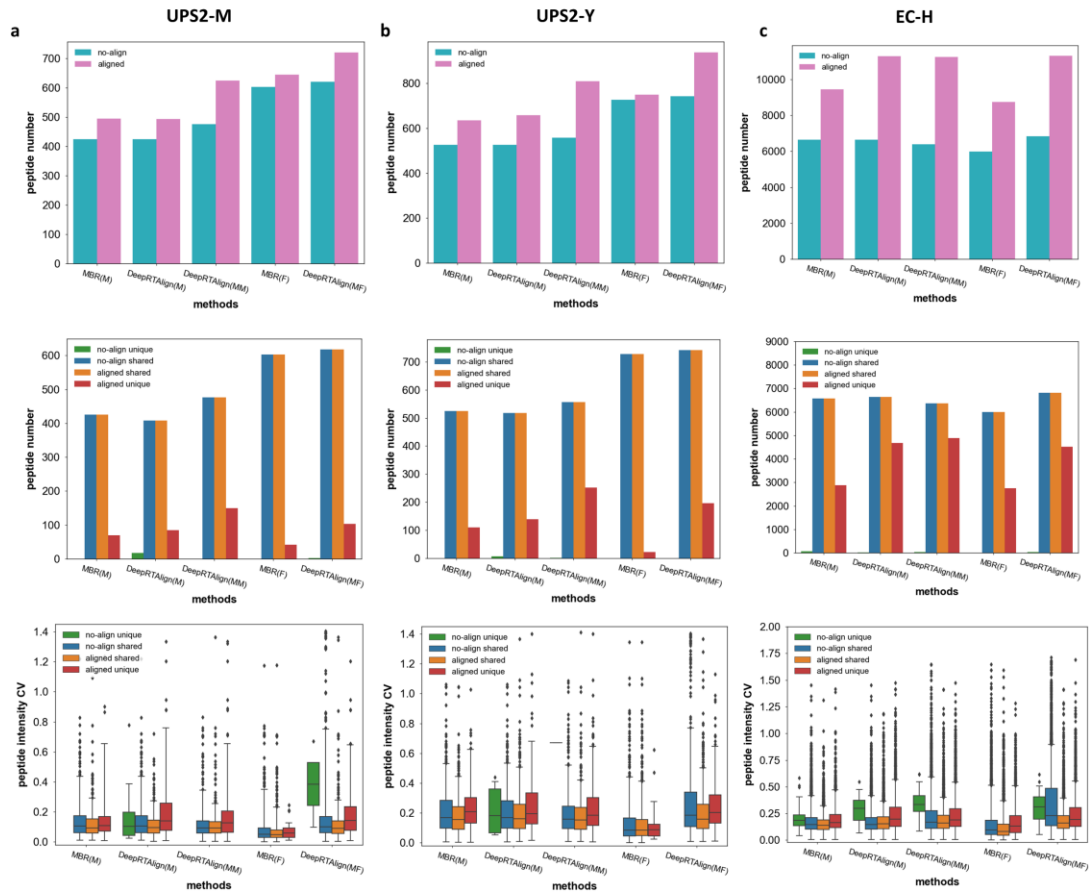 UPS2-M
UPS2-Y
EC-H
a
b
c
no-align
aligned
peptide number
700
600
500
400
300
200
100
0
MBR(M)
DeepRTAlign(M)
DeepRTAlign(MM)
MBR(F)
DeepRTAlign(MF)
methods
no-align
aligned
peptide number
800
600
400
200
0
MBR(M)
DeepRTAlign(M)
DeepRTAlign(MM)
MBR(F)
DeepRTAlign(MF)
methods
no-align
aligned
peptide number
10000
8000
6000
4000
2000
0
MBR(M)
DeepRTAlign(M)
DeepRTAlign(MM)
MBR(F)
DeepRTAlign(MF)
methods
no-align unique
no-align shared
aligned shared
aligned unique
peptide number
600
500
400
300
200
100
0
MBR(M)
DeepRTAlign(M)
DeepRTAlign(MM)
MBR(F)
DeepRTAlign(MF)
methods
no-align unique
no-align shared
aligned shared
aligned unique
peptide number
700
600
500
400
300
200
100
0
MBR(M)
DeepRTAlign(M)
DeepRTAlign(MM)
MBR(F)
DeepRTAlign(MF)
methods
no-align unique
no-align shared
aligned shared
aligned unique
peptide number
9000
8000
7000
6000
5000
4000
3000
2000
1000
0
MBR(M)
DeepRTAlign(M)
DeepRTAlign(MM)
MBR(F)
DeepRTAlign(MF)
methods
no-align unique
no-align shared
aligned shared
aligned unique
peptide intensity CV
1.4
1.2
1.0
0.8
0.6
0.4
0.2
0.0
MBR(M)
DeepRTAlign(M)
DeepRTAlign(MM)
MBR(F)
DeepRTAlign(MF)
methods
no-align unique
no-align shared
aligned shared
aligned unique
peptide intensity CV
1.4
1.2
1.0
0.8
0.6
0.4
0.2
0.0
MBR(M)
DeepRTAlign(M)
DeepRTAlign(MM)
MBR(F)
DeepRTAlign(MF)
methods
no-align unique
no-align shared
aligned shared
aligned unique
peptide intensity CV
2.00
1.75
1.50
1.25
1.00
0.75
0.50
0.25
0.00
MBR(M)
DeepRTAlign(M)
DeepRTAlign(MM)
MBR(F)
DeepRTAlign(MF)
methods